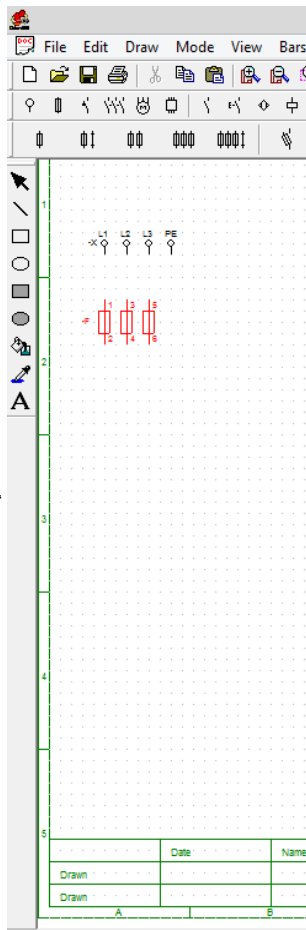 DOC
File Edit Draw Mode View Bars
M
1
L1 L2 L3 PE
-X
1 3 5
-F
2 4 6
2
A
3
4
5
Date Name
Drawn
Drawn
A B